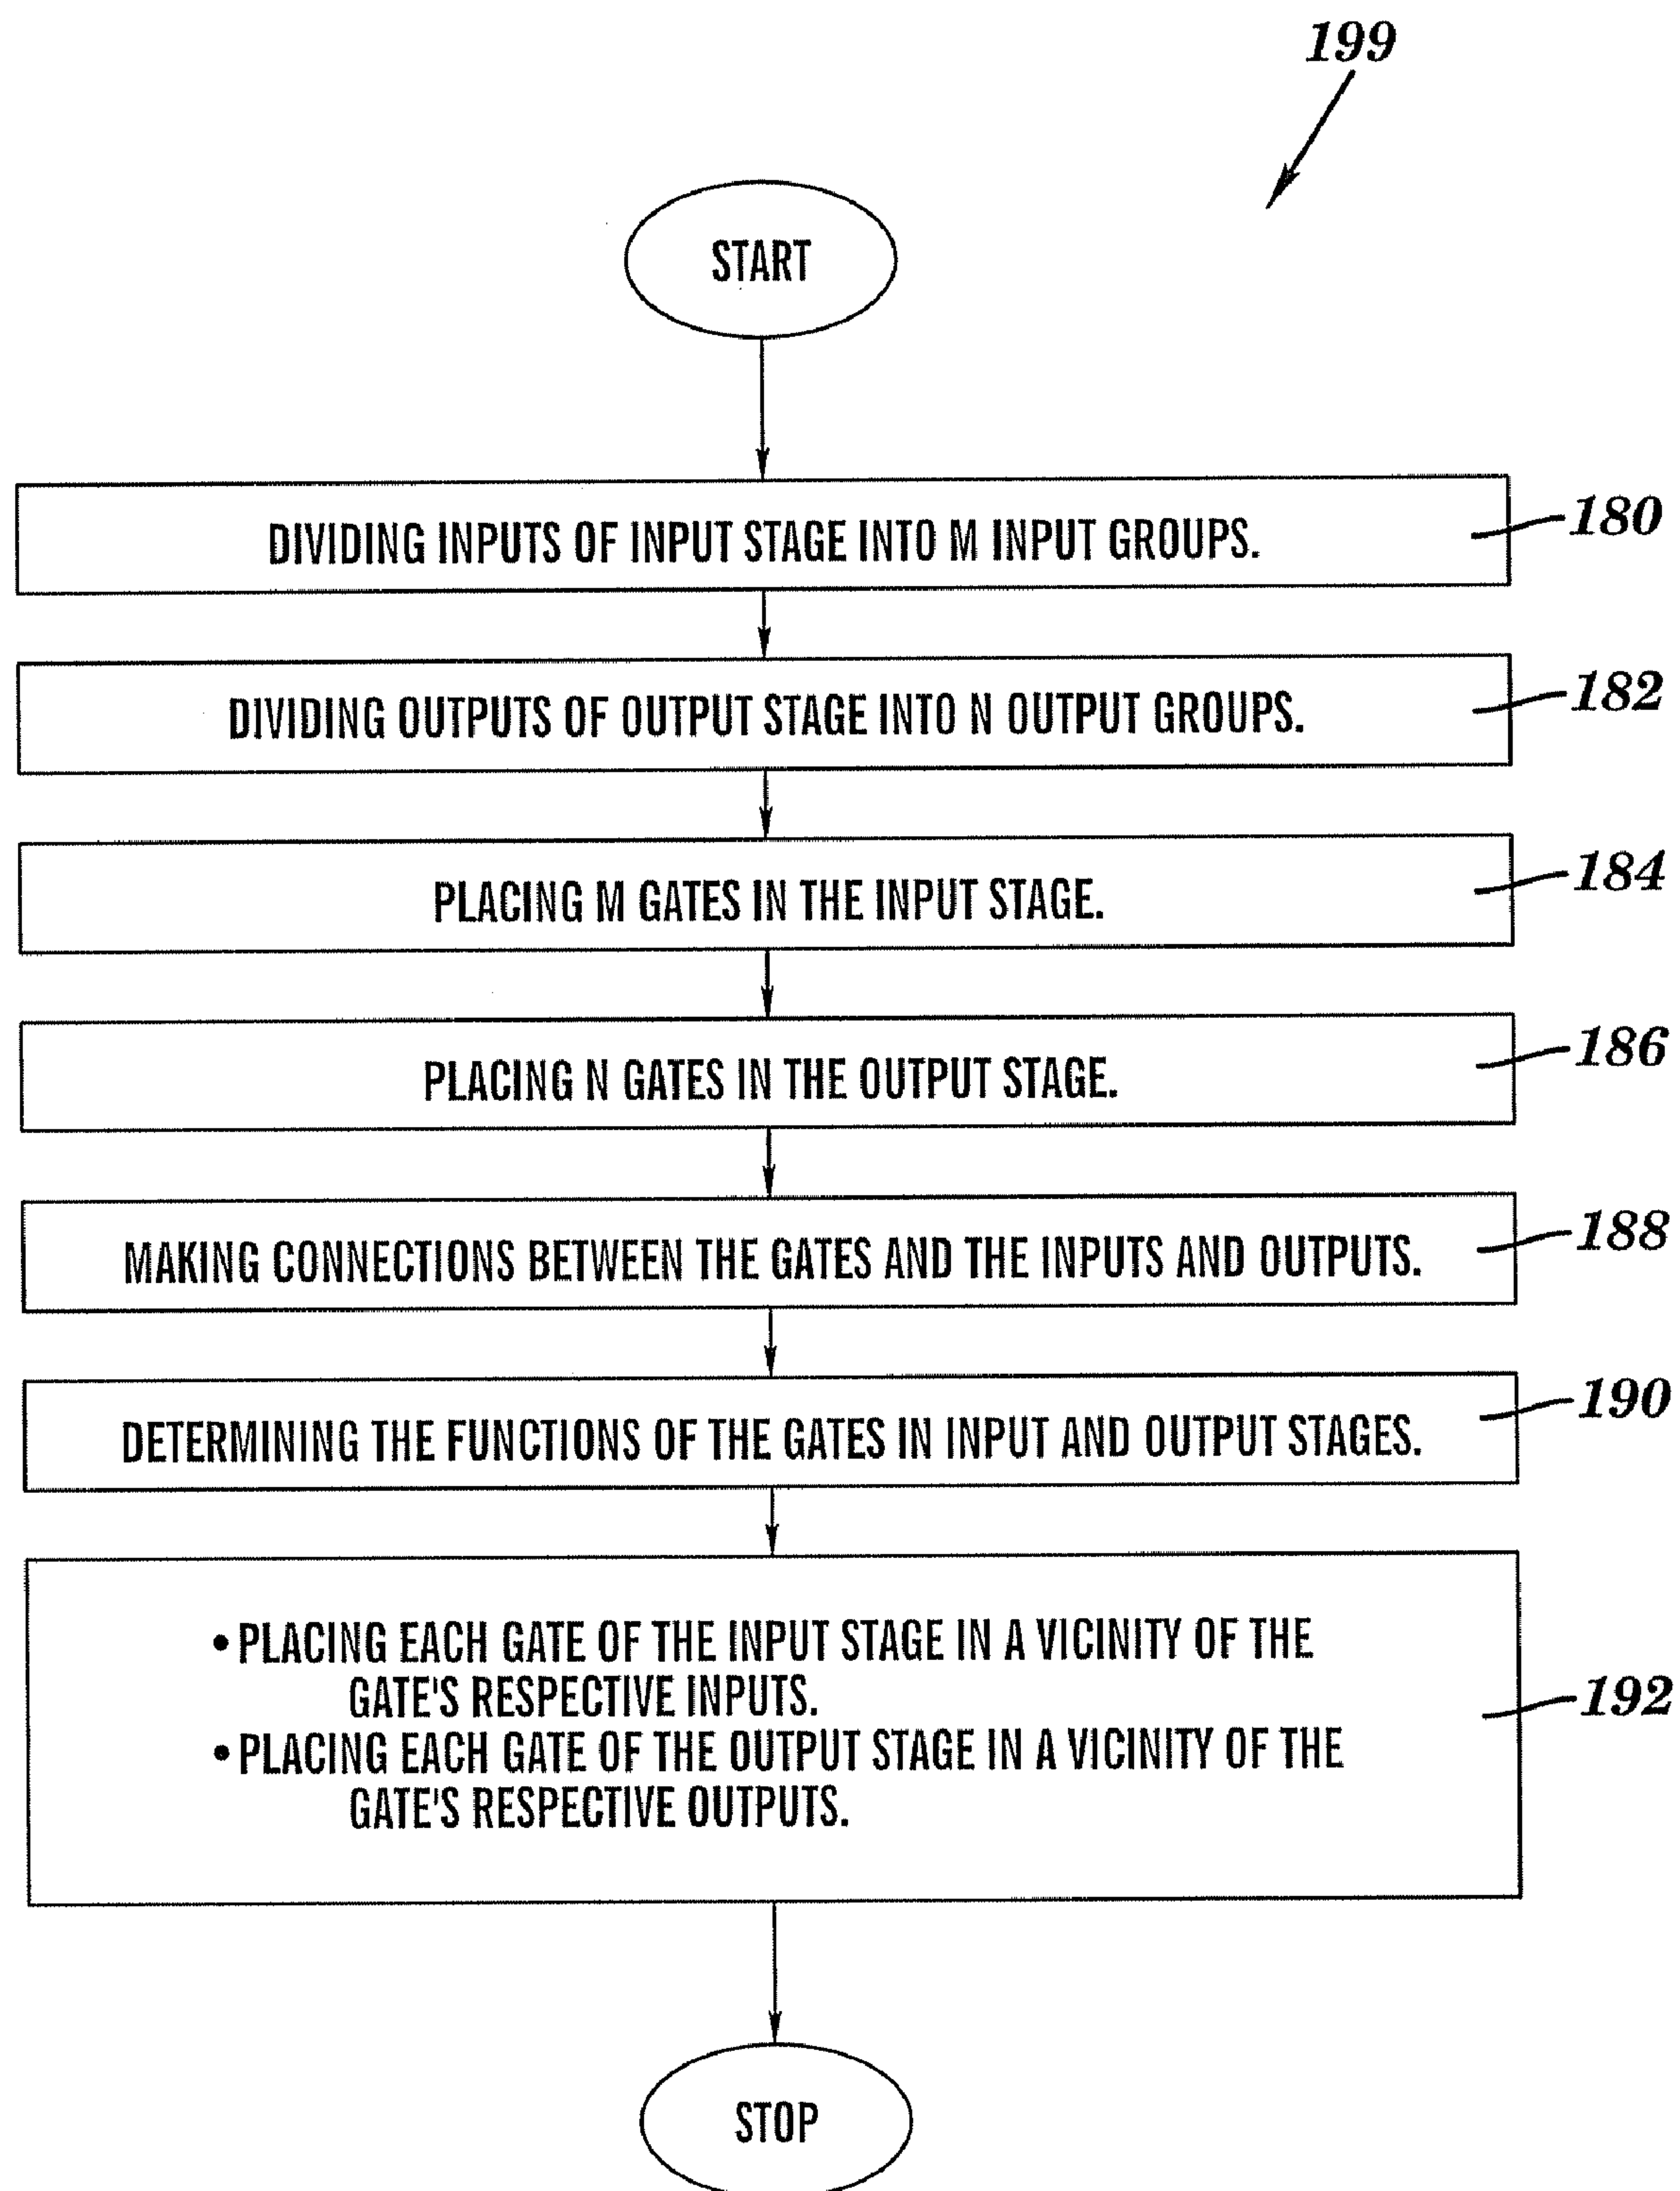 199
START
DIVIDING INPUTS OF INPUT STAGE INTO M INPUT GROUPS.
180
DIVIDING OUTPUTS OF OUTPUT STAGE INTO N OUTPUT GROUPS.
182
PLACING M GATES IN THE INPUT STAGE.
184
PLACING N GATES IN THE OUTPUT STAGE.
186
MAKING CONNECTIONS BETWEEN THE GATES AND THE INPUTS AND OUTPUTS.
188
DETERMINING THE FUNCTIONS OF THE GATES IN INPUT AND OUTPUT STAGES.
190
• PLACING EACH GATE OF THE INPUT STAGE IN A VICINITY OF THE
GATE'S RESPECTIVE INPUTS.
• PLACING EACH GATE OF THE OUTPUT STAGE IN A VICINITY OF THE
GATE'S RESPECTIVE OUTPUTS.
192
STOP